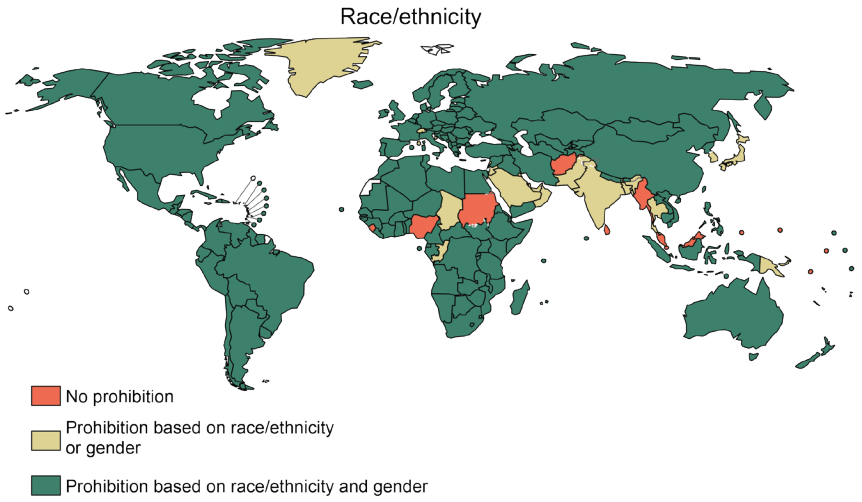 Race/ethnicity
No prohibition
Prohibition based on race/ethnicity
or gender
Prohibition based on race/ethnicity and gender